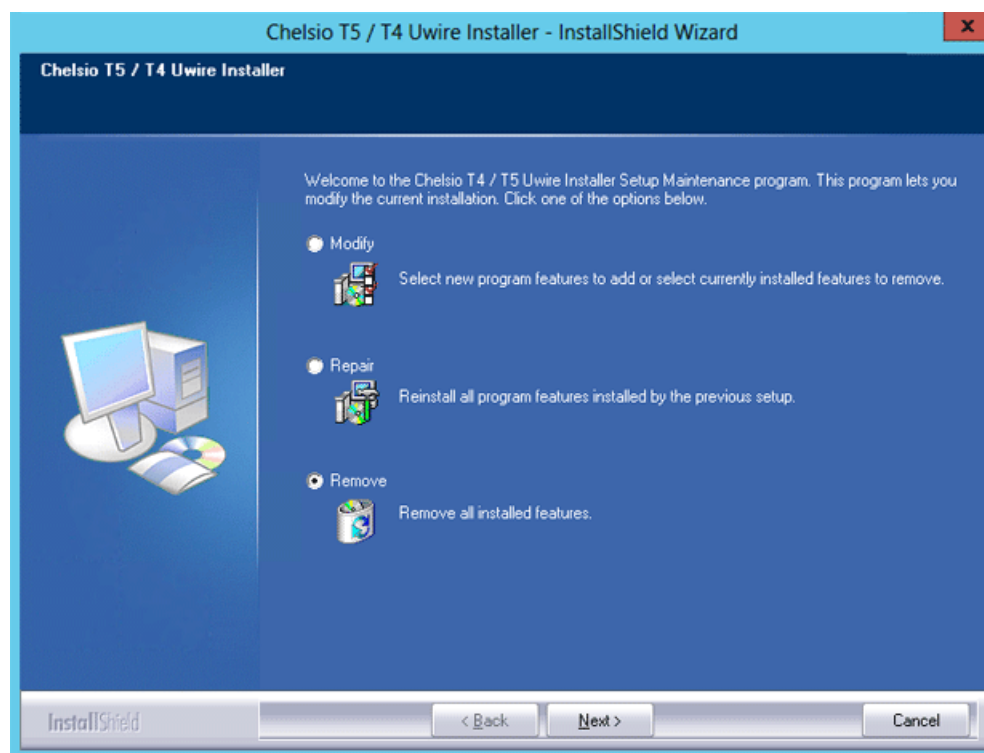 Chelsio T5 / T4 Uwire Installer - InstallShield Wizard
x
Chelsio T5 / T4 Uwire Installer
Welcome to the Chelsio T4 / T5 Uwire Installer Setup Maintenance program. This program lets you
modify the current installation. Click one of the options below.
Modify
Select new program features to add or select currently installed features to remove.
Repair
Reinstall all program features installed by the previous setup.
Remove
Remove all installed features.
InstallShield
< Back
Next >
Cancel